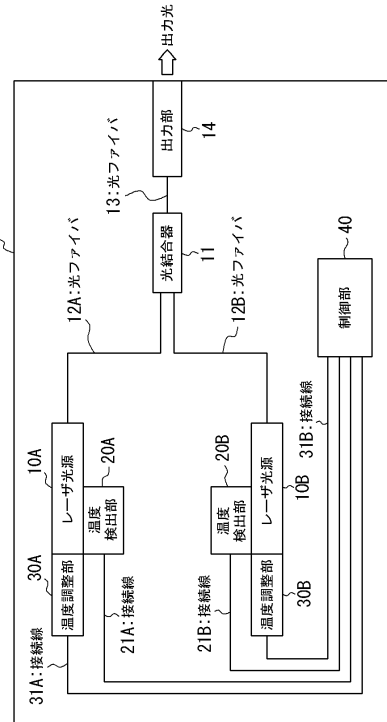 出力光
出力部
14
13:光ファイバ
光結合器
11
12A:光ファイバ
12B:光ファイバ
40
制御部
10A
レーザ光源
20A
温度
検出部
30A
温度調整部
21A:接続線
31A:接続線
20B
温度
検出部
レーザ光源
10B
温度調整部
30B
21B:接続線
31B:接続線